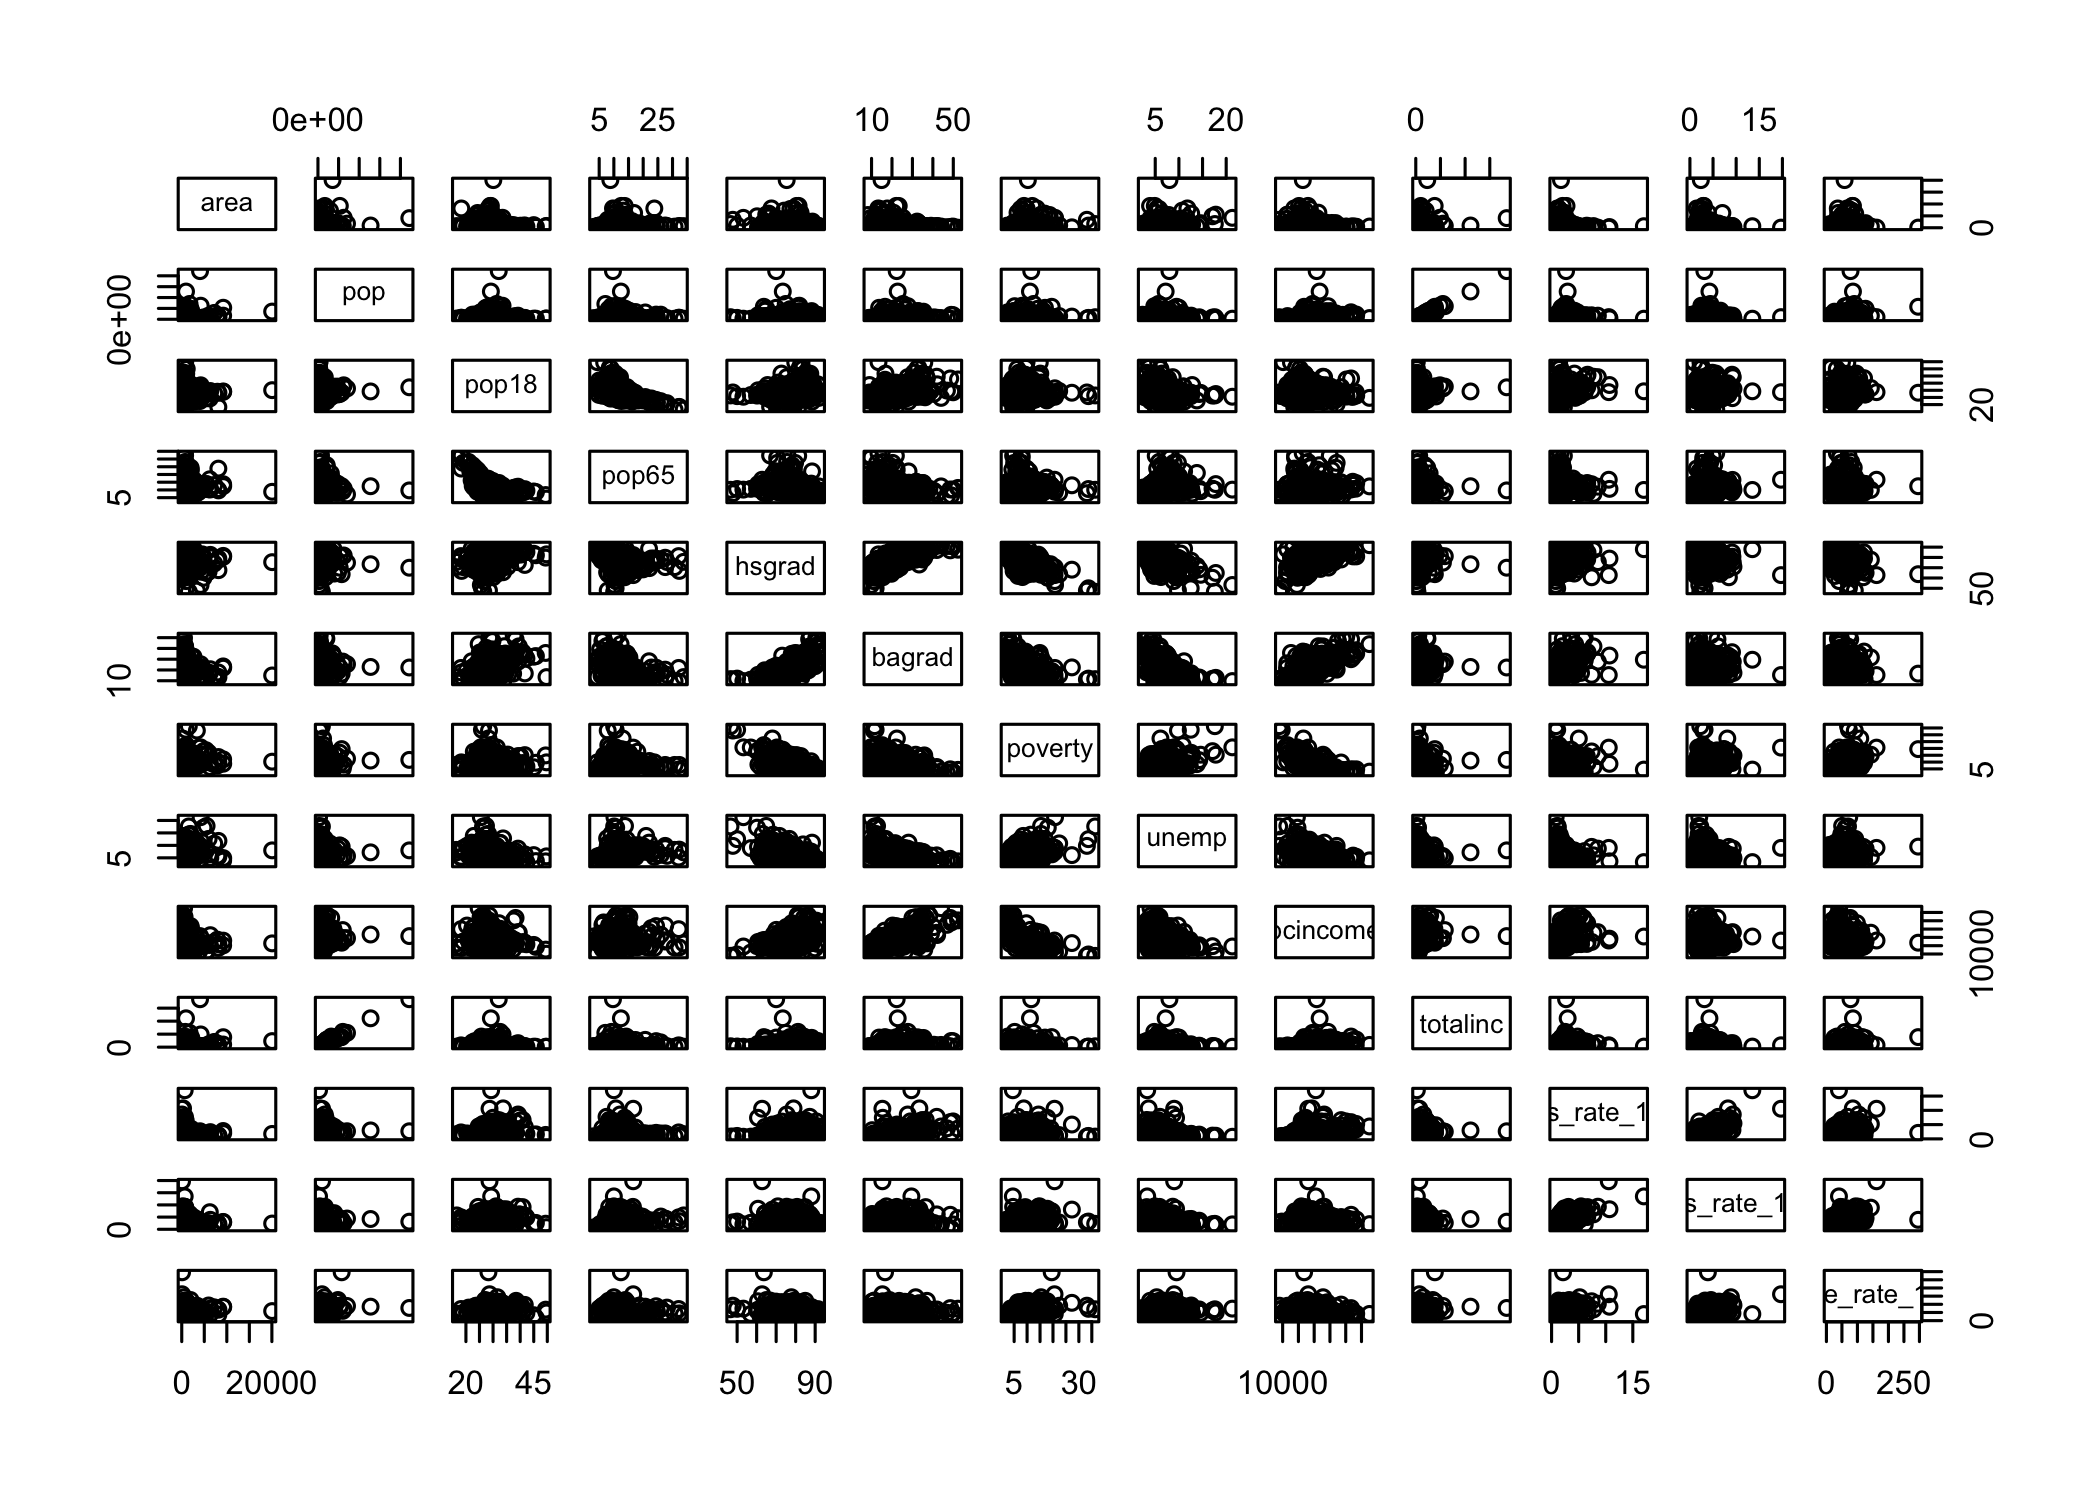 0e+00 5 25 10 50 5 20 0 0 15
area 0
0e+00 pop
pop18 20
5 pop65
hsgrad 50
10 bagrad
poverty 5
5 unemp
pcincome 10000
0 totalinc
s_rate_1 0
0 s_rate_1
e_rate_1 0
0 20000 20 45 50 90 5 30 10000 0 15 0 250